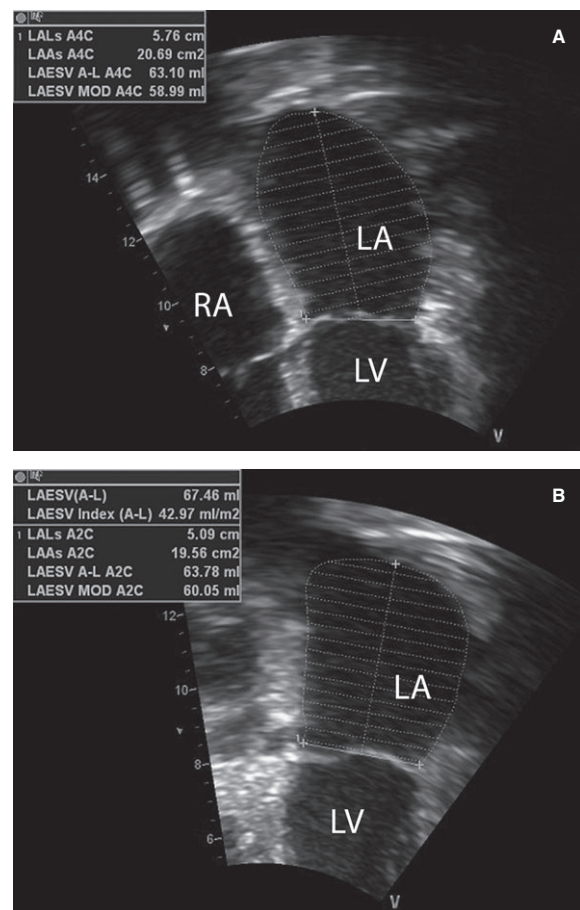 A
1 LALs A4C 5.76 cm
LAAs A4C 20.69 cm2
LAESV A-L A4C 63.10 ml
LAESV MOD A4C 58.99 ml
14
12
10
8
LA
RA
LV
V
B
LAESV(A-L) 67.46 ml
LAESV Index (A-L) 42.97 ml/m2
1 LALs A2C 5.09 cm
LAAs A2C 19.56 cm2
LAESV A-L A2C 63.78 ml
LAESV MOD A2C 60.05 ml
12
10
8
6
1
LA
LV
V